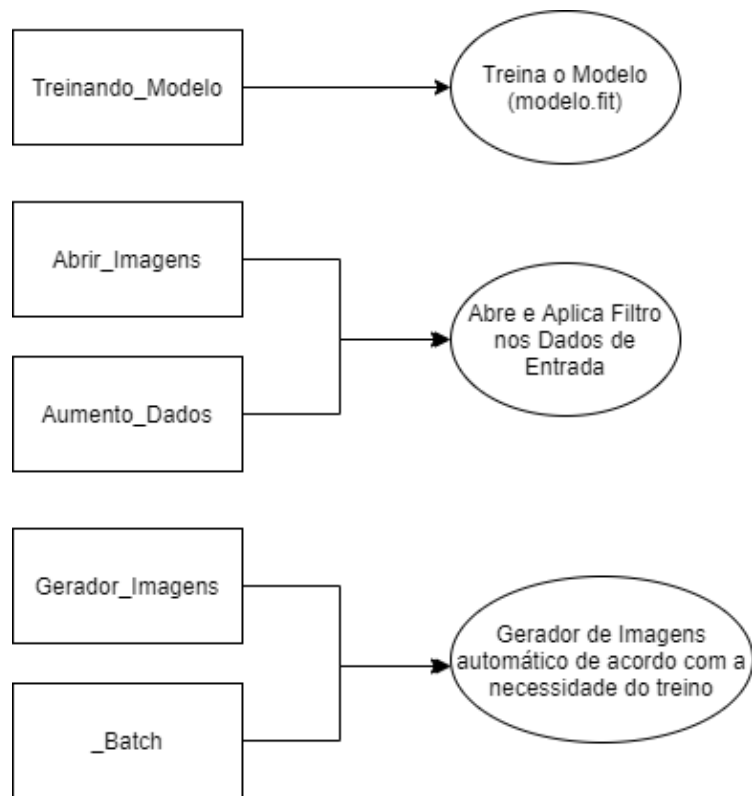 Treinando_Modelo
Treina o Modelo
(modelo.fit)
Abrir_Imagens
Abre e Aplica Filtro
nos Dados de
Entrada
Aumento_Dados
Gerador_Imagens
Gerador de Imagens
automático de acordo com a
necessidade do treino
_Batch